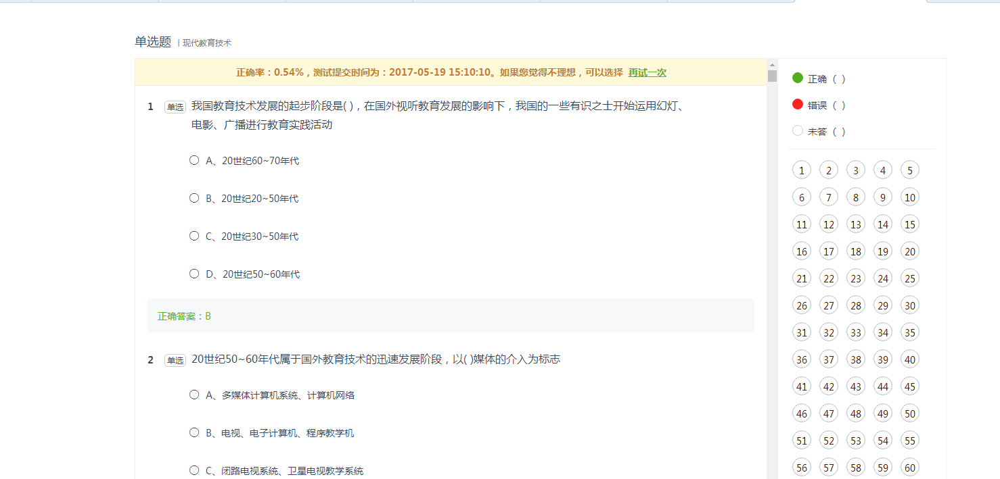 单选题 | 现代教育技术
正确率：0.54%，测试提交时间为：2017-05-19 15:10:10。如果您觉得不理想，可以选择 再试一次
1 单选 我国教育技术发展的起步阶段是( )，在国外视听教育发展的影响下，我国的一些有识之士开始运用幻灯、
电影、广播进行教育实践活动
A、20世纪60~70年代
B、20世纪20~50年代
C、20世纪30~50年代
D、20世纪50~60年代
正确答案：B
2 单选 20世纪50~60年代属于国外教育技术的迅速发展阶段，以( )媒体的介入为标志
A、多媒体计算机系统、计算机网络
B、电视、电子计算机、程序教学机
C、闭路电视系统、卫星电视教学系统
正确（ ）
错误（ ）
未答（ ）
1 2 3 4 5
6 7 8 9 10
11 12 13 14 15
16 17 18 19 20
21 22 23 24 25
26 27 28 29 30
31 32 33 34 35
36 37 38 39 40
41 42 43 44 45
46 47 48 49 50
51 52 53 54 55
56 57 58 59 60